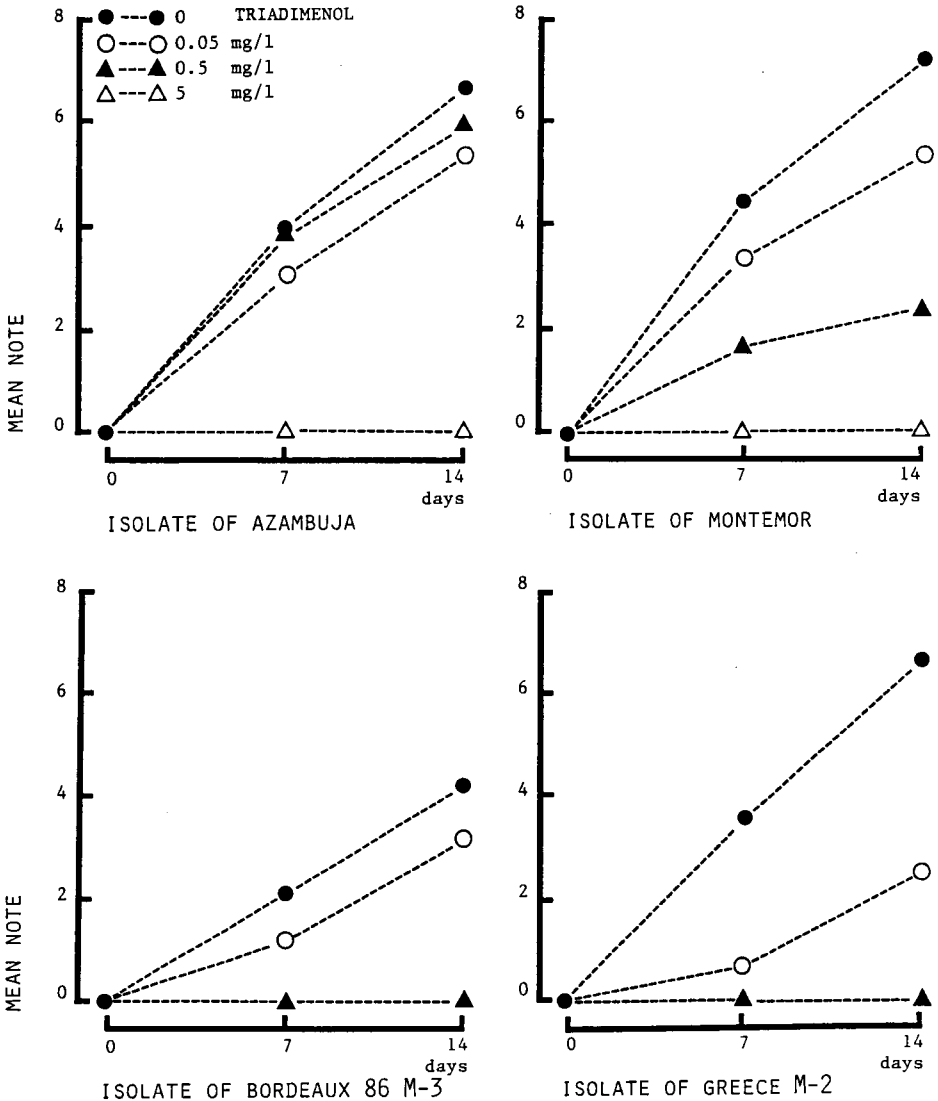 8
0 TRIADIMENOL
0.05 mg/l
0.5 mg/l
5 mg/l
6
4
2
0
MEAN NOTE
0 7 14
days
ISOLATE OF AZAMBUJA
8
6
4
2
0
0 7 14
days
ISOLATE OF MONTEMOR
8
6
4
2
0
MEAN NOTE
0 7 14
days
ISOLATE OF BORDEAUX 86 M-3
8
6
4
2
0
0 7 14
days
ISOLATE OF GREECE M-2